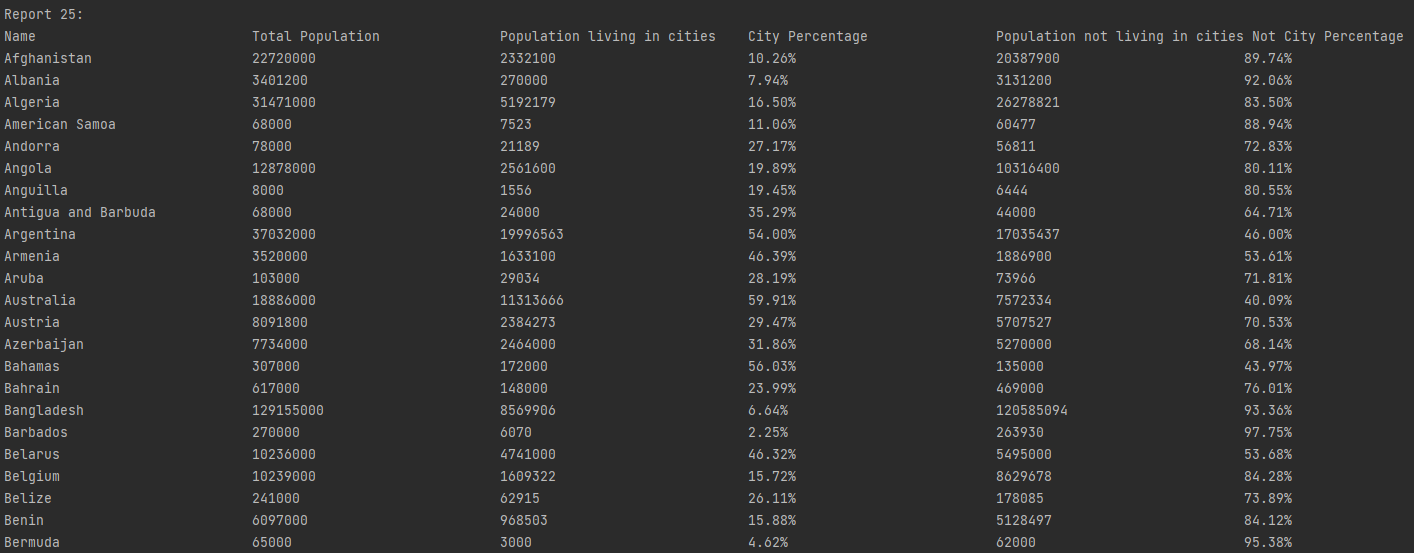 Report 25:
Name Total Population Population living in cities City Percentage Population not living in cities Not City Percentage
Afghanistan 22720000 2332100 10.26% 20387900 89.74%
Albania 3401200 270000 7.94% 3131200 92.06%
Algeria 31471000 5192179 16.50% 26278821 83.50%
American Samoa 68000 7523 11.06% 60477 88.94%
Andorra 78000 21189 27.17% 56811 72.83%
Angola 12878000 2561600 19.89% 10316400 80.11%
Anguilla 8000 1556 19.45% 6444 80.55%
Antigua and Barbuda 68000 24000 35.29% 44000 64.71%
Argentina 37032000 19996563 54.00% 17035437 46.00%
Armenia 3520000 1633100 46.39% 1886900 53.61%
Aruba 103000 29034 28.19% 73966 71.81%
Australia 18886000 11313666 59.91% 7572334 40.09%
Austria 8091800 2384273 29.47% 5707527 70.53%
Azerbaijan 7734000 2464000 31.86% 5270000 68.14%
Bahamas 307000 172000 56.03% 135000 43.97%
Bahrain 617000 148000 23.99% 469000 76.01%
Bangladesh 129155000 8569906 6.64% 120585094 93.36%
Barbados 270000 6070 2.25% 263930 97.75%
Belarus 10236000 4741000 46.32% 5495000 53.68%
Belgium 10239000 1609322 15.72% 8629678 84.28%
Belize 241000 62915 26.11% 178085 73.89%
Benin 6097000 968503 15.88% 5128497 84.12%
Bermuda 65000 3000 4.62% 62000 95.38%